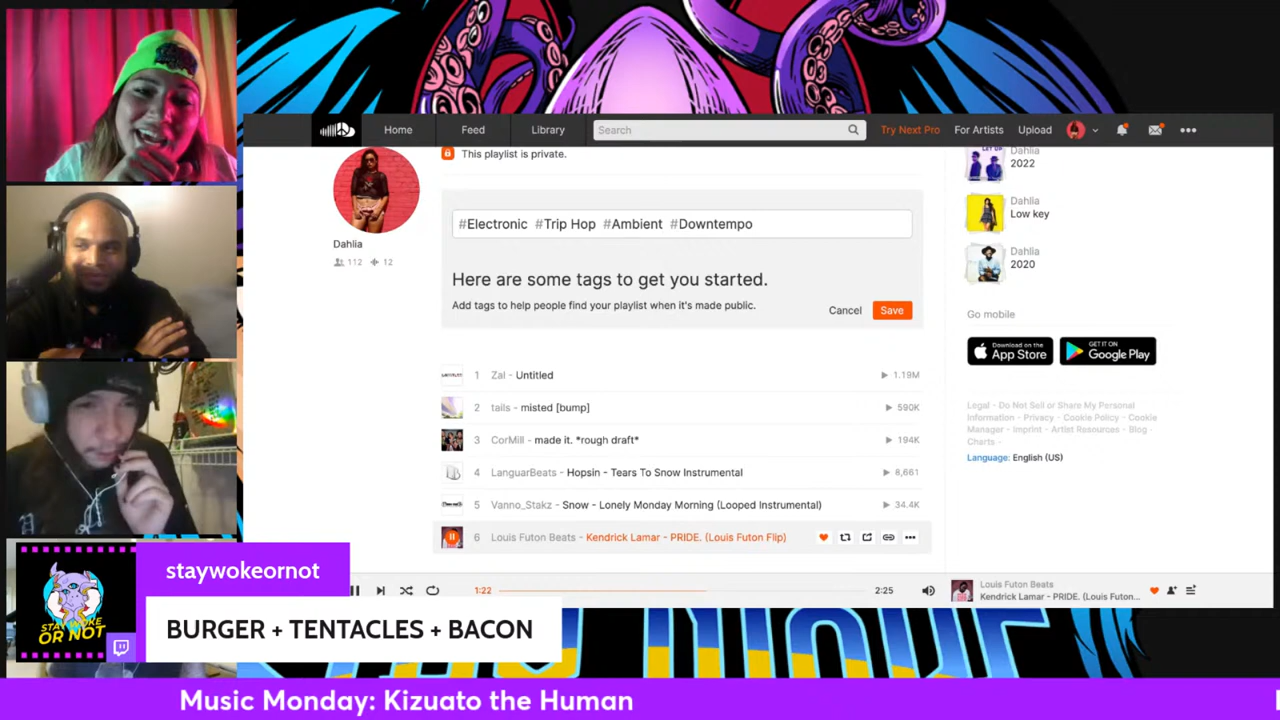 Home
Feed
Library
Search
Try Next Pro
For Artists
Upload
This playlist is private.
Dahlia
112
12
#Electronic #Trip Hop #Ambient #Downtempo
Here are some tags to get you started.
Add tags to help people find your playlist when it's made public.
Cancel
Save
1 Zal - Untitled 1.19M
2 tails - misted [bump] 590K
3 CorMill - made it. *rough draft* 194K
4 LanguarBeats - Hopsin - Tears To Snow Instrumental 8,661
5 Vanno_Stakz - Snow - Lonely Monday Morning (Looped Instrumental) 34.4K
6 Louis Futon Beats - Kendrick Lamar - PRIDE. (Louis Futon Flip)
LET UP
Dahlia
2022
Dahlia
Low key
Dahlia
2020
Go mobile
Download on the
App Store
GET IT ON
Google Play
Legal - Do Not Sell or Share My Personal
Information - Privacy - Cookie Policy - Cookie
Manager - Imprint - Artist Resources - Blog -
Charts -
Language: English (US)
1:22
2:25
Louis Futon Beats
Kendrick Lamar - PRIDE. (Louis Futon...
STAY WOKE
OR NOT
staywokeornot
BURGER + TENTACLES + BACON
Music Monday: Kizuato the Human